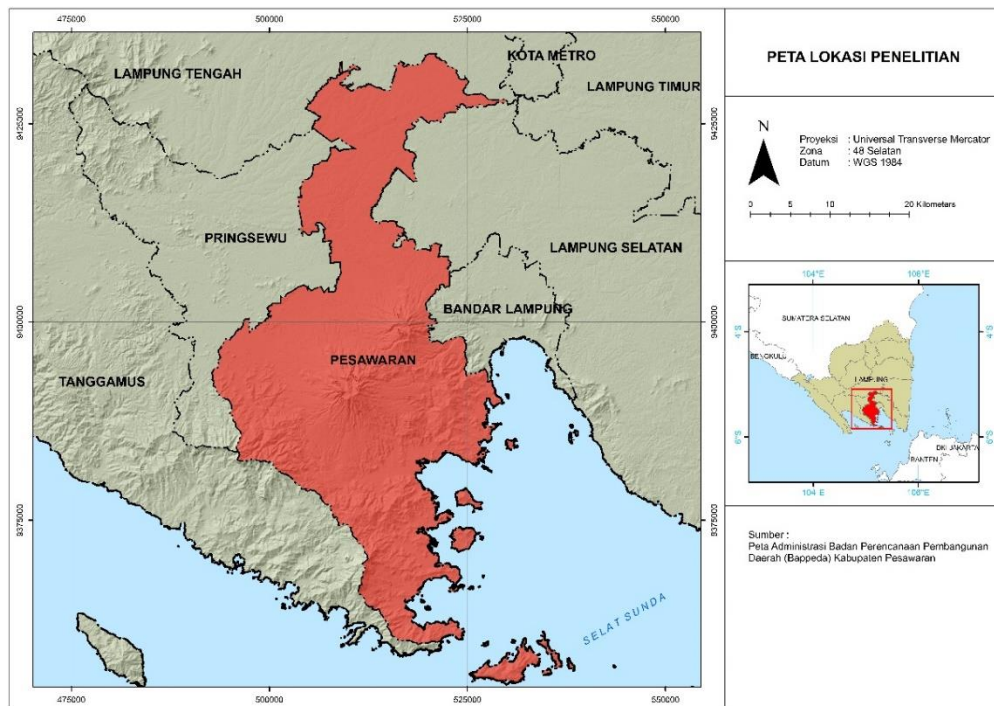 475000
500000
525000
550000
KOTA METRO
LAMPUNG TENGAH
LAMPUNG TIMUR
9425000
9425000
PRINGSEWU
LAMPUNG SELATAN
BANDAR LAMPUNG
9400000
9400000
PESAWARAN
TANGGAMUS
9375000
9375000
SELAT SUNDA
475000
500000
525000
550000
PETA LOKASI PENELITIAN
N
Proyeksi : Universal Transverse Mercator
Zona : 48 Selatan
Datum : WGS 1984
0 5 10 15 20 Kilometers
104°E
106°E
SUMATERA SELATAN
4°S
4°S
BENGKULU
LAMPUNG
6°S
6°S
DKI JAKARTA
BANTEN
104°E
106°E
Sumber :
Peta Administrasi Badan Perencanaan Pembangunan
Daerah (Bappeda) Kabupaten Pesawaran